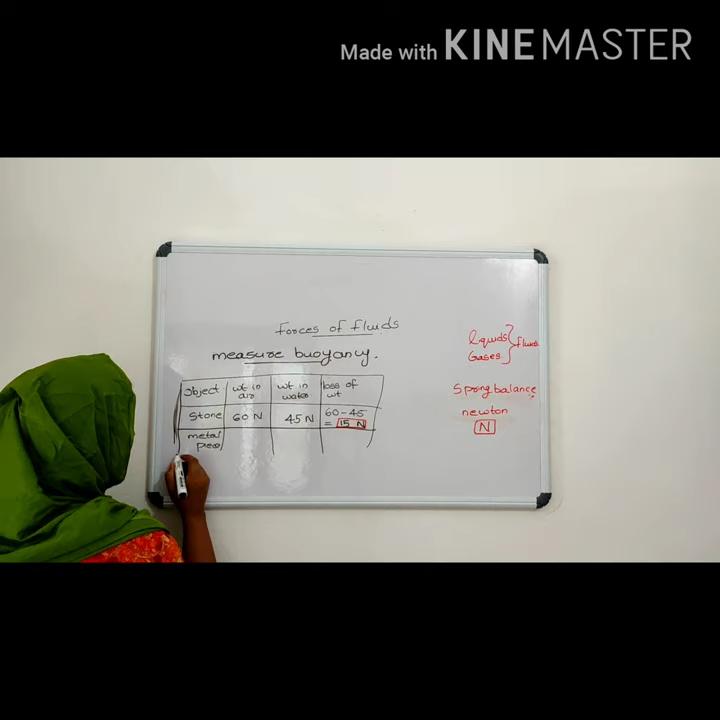 Made with KINEMASTER
Forces of fluids
measure buoyancy.
liquids
Gases
fluids
Object wt in air wt in water loss of wt
Stone 60 N 45 N 60-45 = 15 N
metal piece
Spring balance
newton
N